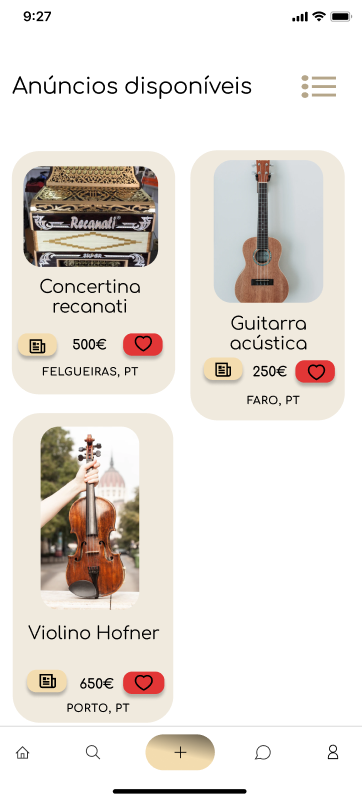 9:27
Anúncios disponíveis
Recanati
SUPER
Concertina
recanati
500€
FELGUEIRAS, PT
Guitarra
acústica
250€
FARO, PT
Violino Hofner
650€
PORTO, PT